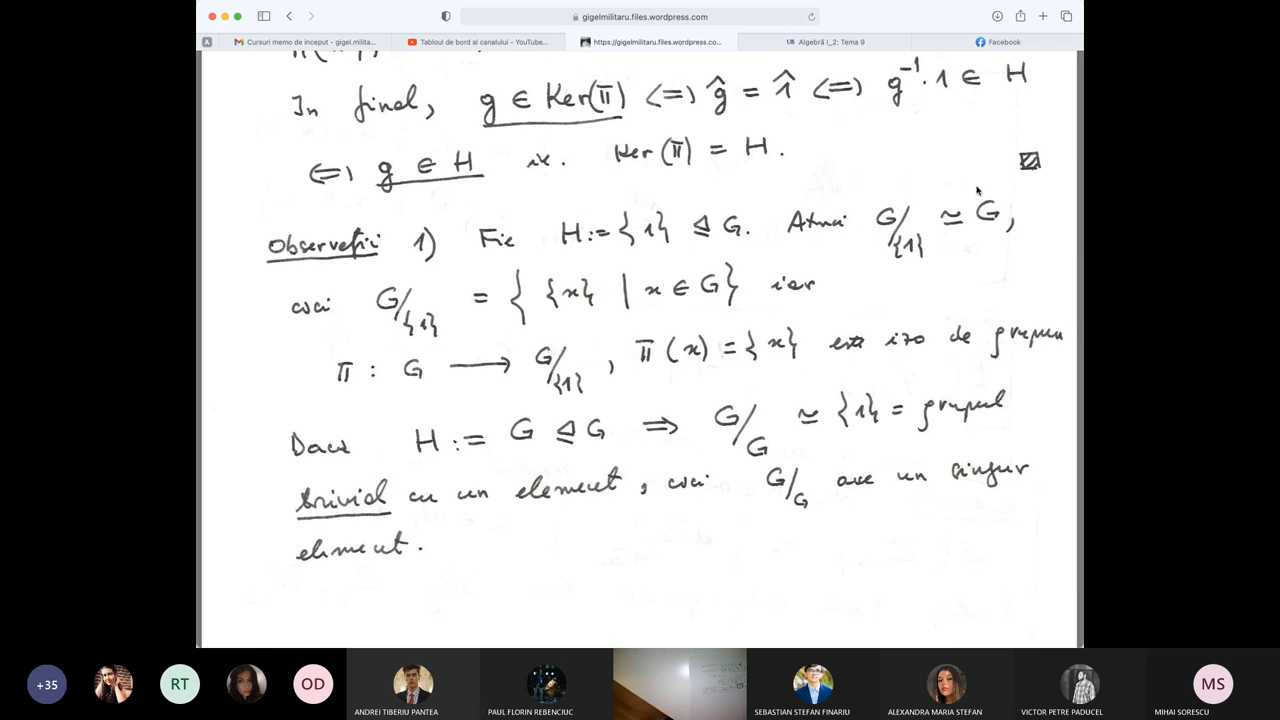 gigelmilitaru.files.wordpress.com
A
Cursuri memo de inceput - gigel.milita...
Tabloul de bord al canalului - YouTube...
https://gigelmilitaru.files.wordpress.co...
UB
Algebră I_2: Tema 9
Facebook
In final, g ∈ Ker(π) <=> ĝ = 1̂ <=> g⁻¹·1 ∈ H
<=> g ∈ H ie. Ker(π) = H.
Observații 1) Fie H := {1} ⊴ G. Atunci G/{1} ≃ G,
căci G/{1} = { {x} | x ∈ G} iar
π : G ⟶ G/{1} , π(x) = {x} este izo de grupuri
Dacă H := G ⊴ G ⟹ G/G ≃ {1} = grupul
trivial cu un element, căci G/G are un singur
element.
+35
RT
OD
ANDREI TIBERIU PANTEA
PAUL FLORIN REBENCIUC
SEBASTIAN STEFAN FINARIU
ALEXANDRA MARIA STEFAN
VICTOR PETRE PADUCEL
MS
MIHAI SORESCU